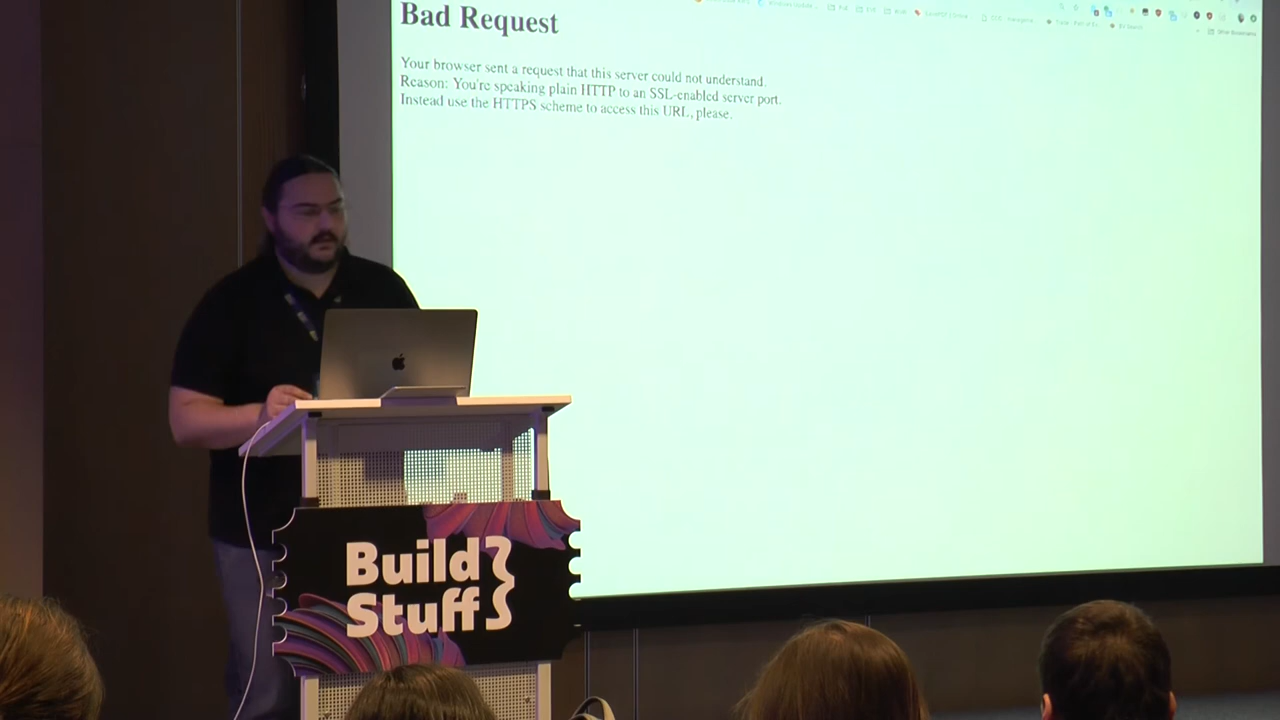 Bad Request
Your browser sent a request that this server could not understand.
Reason: You're speaking plain HTTP to an SSL-enabled server port.
Instead use the HTTPS scheme to access this URL, please.
Build
Stuff